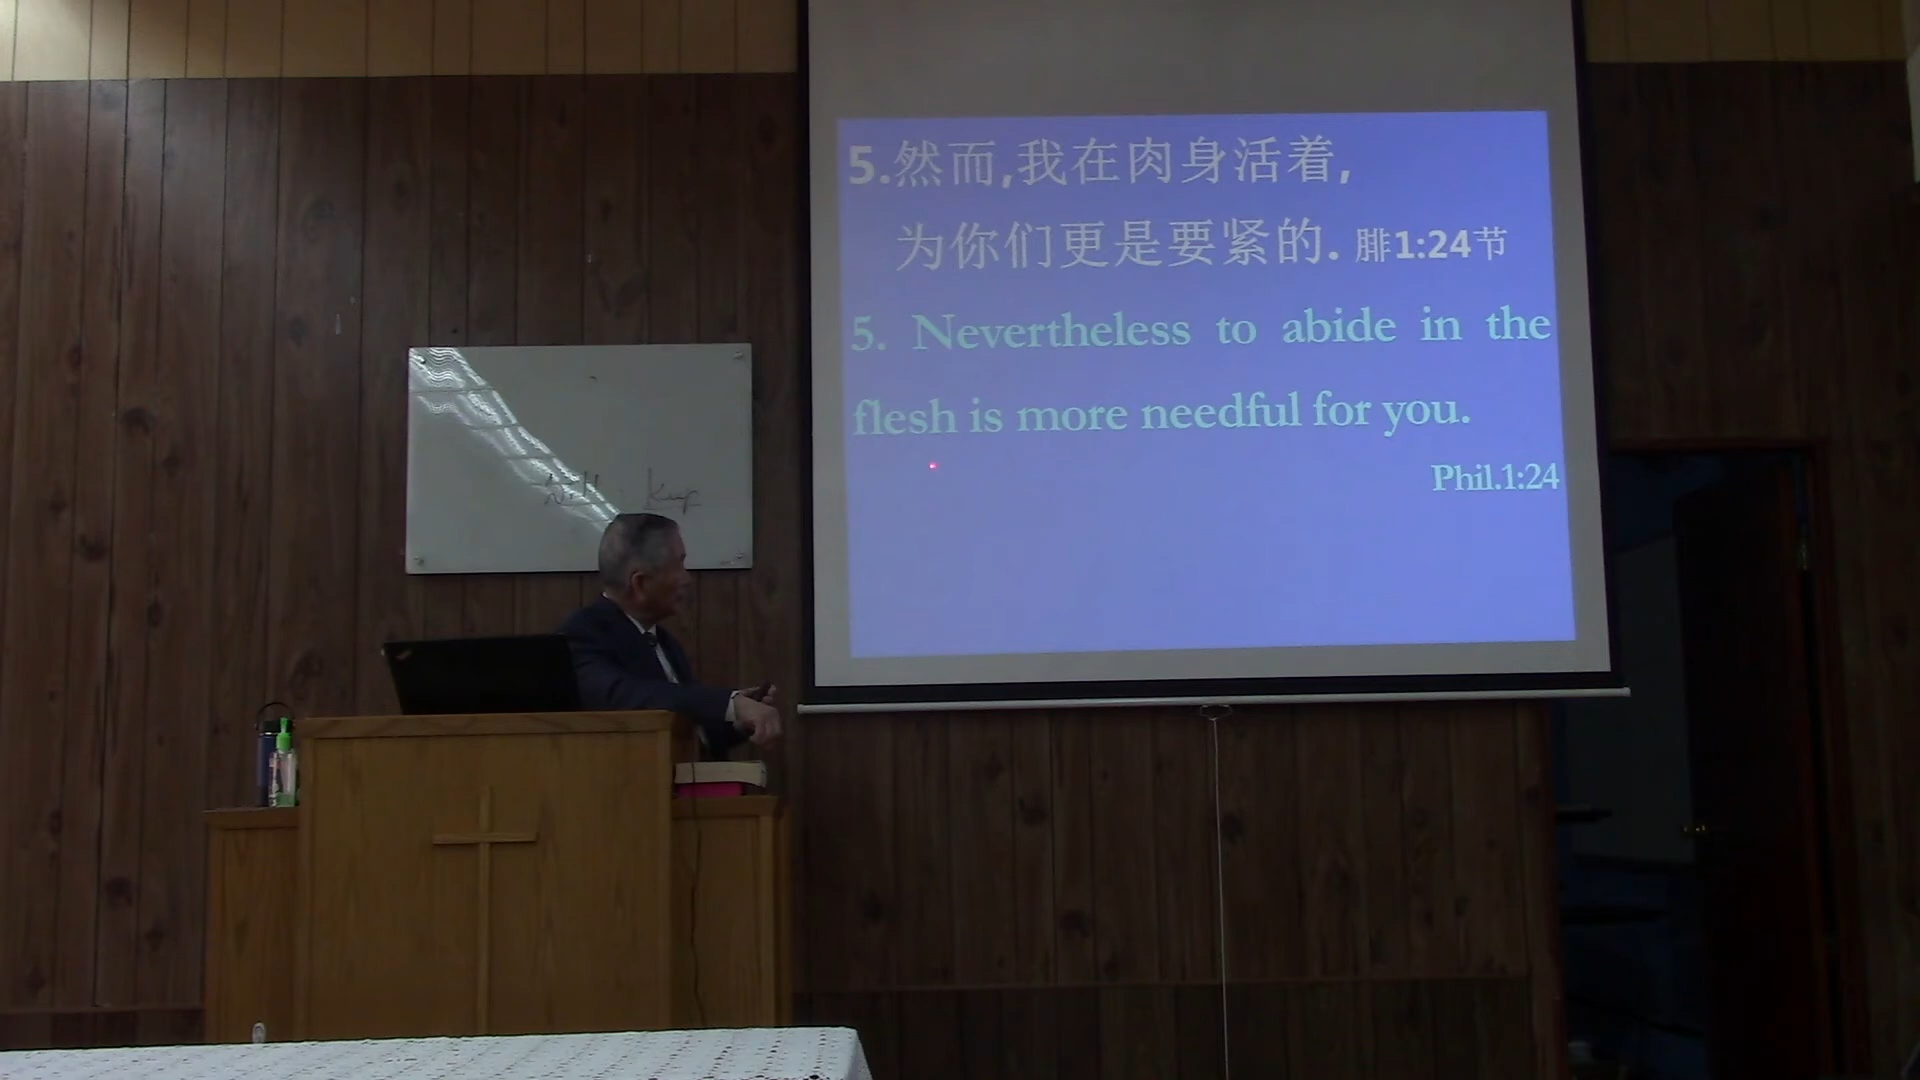 5.然而,我在肉身活着,
为你们更是要紧的. 腓1:24节
5. Nevertheless to abide in the
flesh is more needful for you.
Phil.1:24